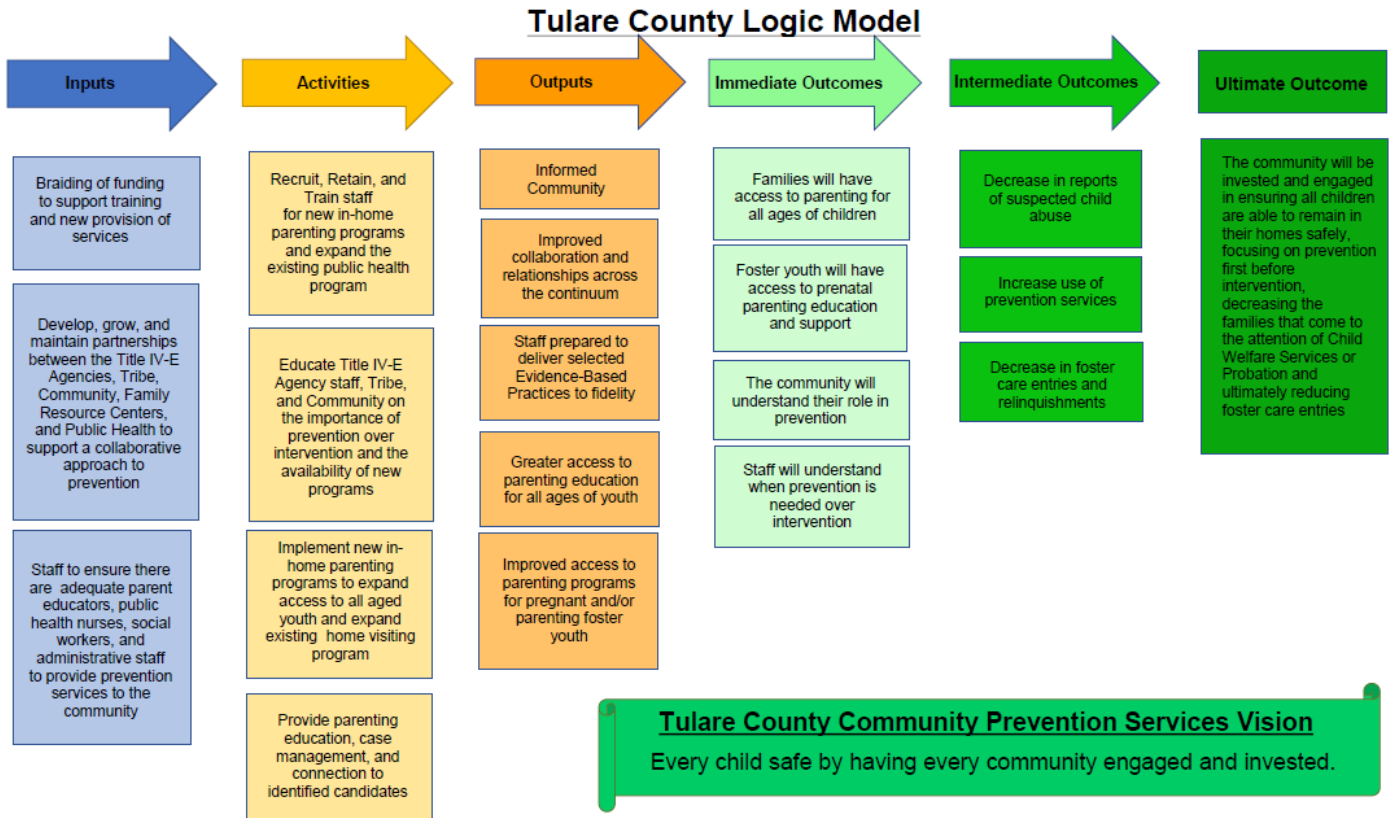 Tulare County Logic Model
Inputs
Braiding of funding
to support training
and new provision of
services
Develop, grow, and
maintain partnerships
between the Title IV-E
Agencies, Tribe,
Community, Family
Resource Centers,
and Public Health to
support a collaborative
approach to
prevention
Staff to ensure there
are adequate parent
educators, public
health nurses, social
workers, and
administrative staff
to provide prevention
services to the
community
Activities
Recruit, Retain, and
Train staff
for new in-home
parenting programs
and expand the
existing public health
program
Educate Title IV-E
Agency staff, Tribe,
and Community on
the importance of
prevention over
intervention and the
availability of new
programs
Implement new in-
home parenting
programs to expand
access to all aged
youth and expand
existing home visiting
program
Provide parenting
education, case
management, and
connection to
identified candidates
Outputs
Informed
Community
Improved
collaboration and
relationships across
the continuum
Staff prepared to
deliver selected
Evidence-Based
Practices to fidelity
Greater access to
parenting education
for all ages of youth
Improved access to
parenting programs
for pregnant and/or
parenting foster
youth
Immediate Outcomes
Families will have
access to parenting for
all ages of children
Foster youth will have
access to prenatal
parenting education
and support
The community will
understand their role in
prevention
Staff will understand
when prevention is
needed over
intervention
Intermediate Outcomes
Decrease in reports
of suspected child
abuse
Increase use of
prevention services
Decrease in foster
care entries and
relinquishments
Ultimate Outcome
The community will be
invested and engaged
in ensuring all children
are able to remain in
their homes safely,
focusing on prevention
first before
intervention,
decreasing the
families that come to
the attention of Child
Welfare Services or
Probation and
ultimately reducing
foster care entries
Tulare County Community Prevention Services Vision
Every child safe by having every community engaged and invested.